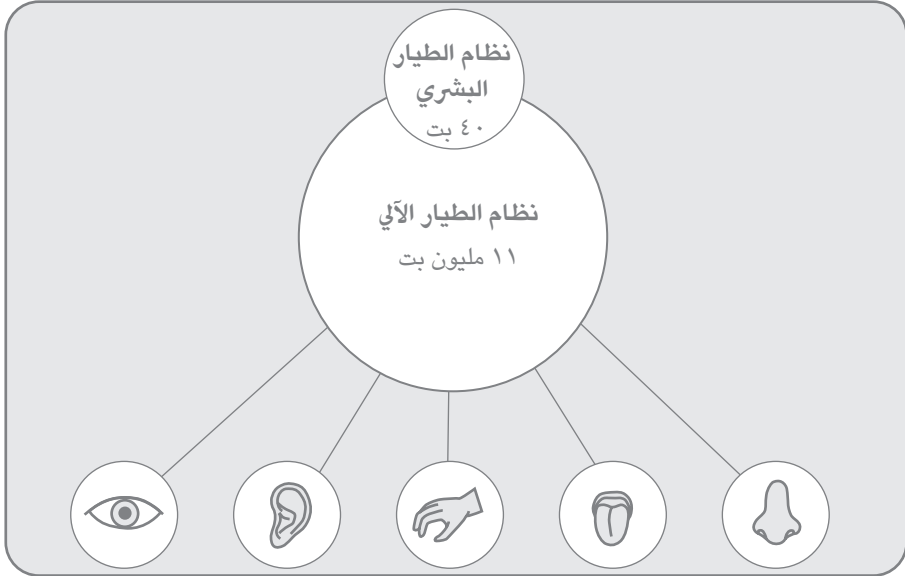 نظام الطيار
البشري
٤٠ بت
نظام الطيار الآلي
١١ مليون بت